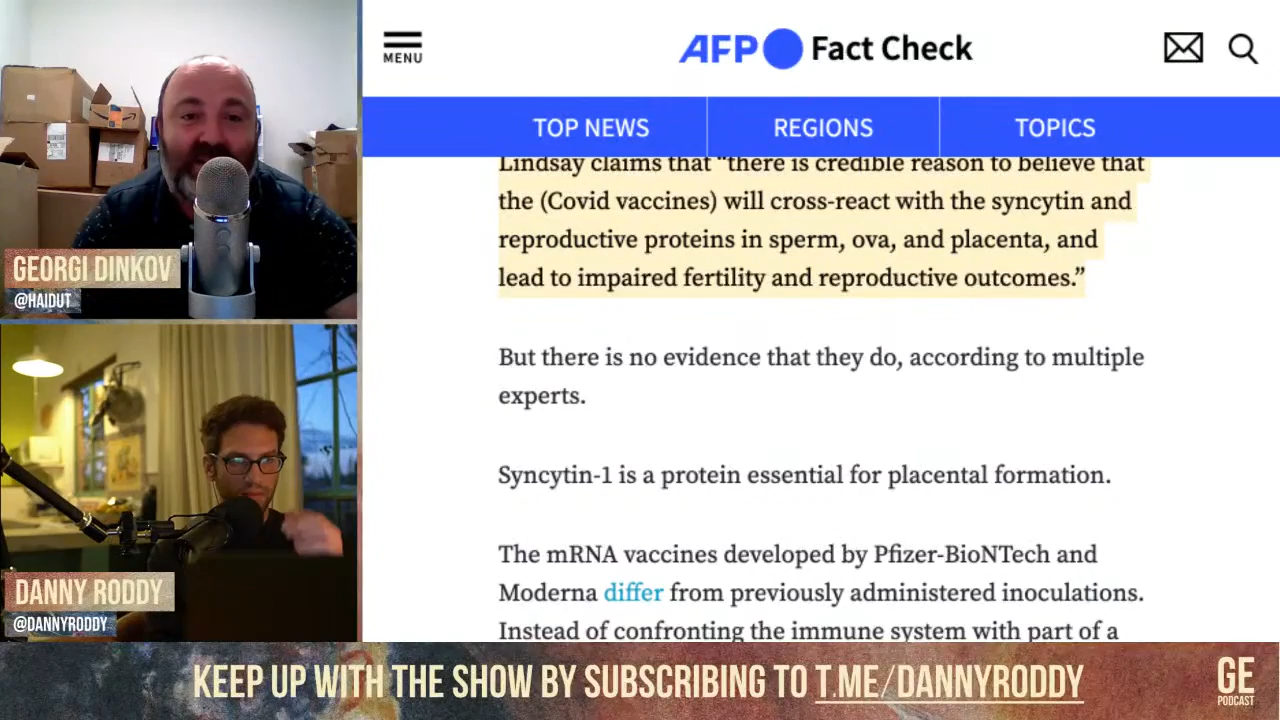 GEORGI DINKOV
@HAIDUT
DANNY RODDY
@DANNYRODDY
MENU
AFP Fact Check
TOP NEWS
REGIONS
TOPICS
Lindsay claims that “there is credible reason to believe that
the (Covid vaccines) will cross-react with the syncytin and
reproductive proteins in sperm, ova, and placenta, and
lead to impaired fertility and reproductive outcomes.”
But there is no evidence that they do, according to multiple
experts.
Syncytin-1 is a protein essential for placental formation.
The mRNA vaccines developed by Pfizer-BioNTech and
Moderna differ from previously administered inoculations.
Instead of confronting the immune system with part of a
KEEP UP WITH THE SHOW BY SUBSCRIBING TO T.ME/DANNYRODDY
GE
PODCAST